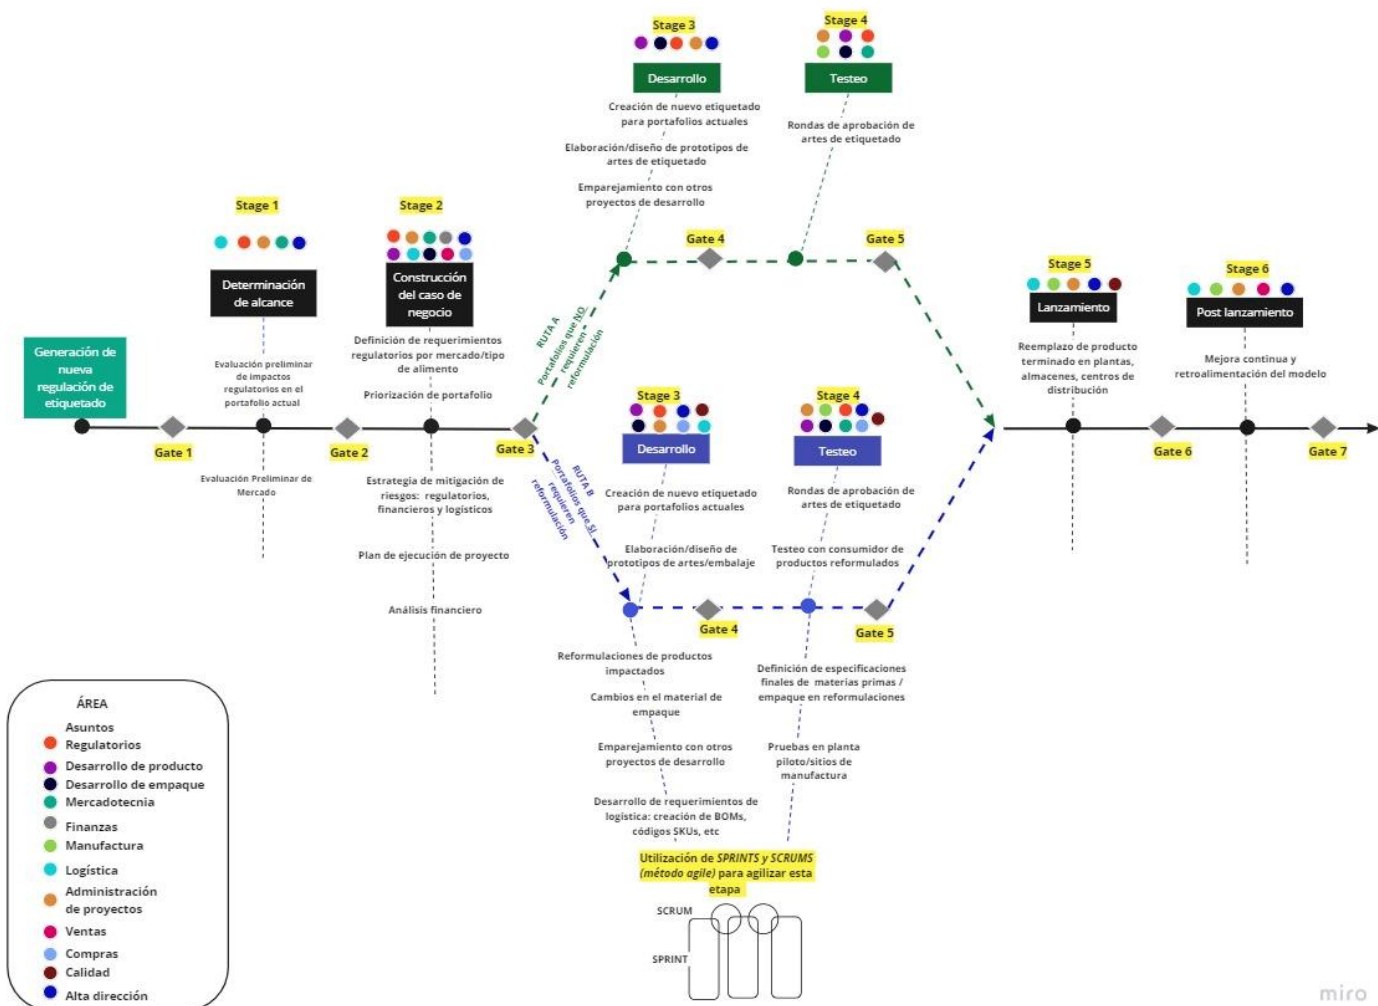 Stage 3
Desarrollo
Creación de nuevo etiquetado
para portafolios actuales
Elaboración/diseño de prototipos de
artes de etiquetado
Emparejamiento con otros
proyectos de desarrollo
Stage 4
Testeo
Rondas de aprobación de
artes de etiquetado
Gate 4
Gate 5
Generación de
nueva
regulación de
etiquetado
Stage 1
Determinación
de alcance
Evaluación preliminar
de impactos
regulatorios en el
portafolio actual
Evaluación Preliminar de
Mercado
Gate 1
Gate 2
Stage 2
Construcción
del caso de
negocio
Definición de requerimientos
regulatorios por mercado/tipo
de alimento
Priorización de portafolio
Estrategia de mitigación de
riesgos: regulatorios,
financieros y logísticos
Plan de ejecución de proyecto
Análisis financiero
Gate 3
RUTA A
Portafolios que NO
requieren
reformulación
RUTA B
Portafolios que SI
requieren
reformulación
Stage 3
Desarrollo
Creación de nuevo etiquetado
para portafolios actuales
Elaboración/diseño de
prototipos de artes/embalaje
Gate 4
Reformulaciones de productos
impactados
Cambios en el material de
empaque
Emparejamiento con otros
proyectos de desarrollo
Desarrollo de requerimientos de
logística: creación de BOMs,
códigos SKUs, etc
Stage 4
Testeo
Rondas de aprobación de
artes de etiquetado
Testeo con consumidor de
productos reformulados
Gate 5
Definición de especificaciones
finales de materias primas /
empaque en reformulaciones
Pruebas en planta
piloto/sitios de
manufactura
Utilización de SPRINTS y SCRUMS
(método agile) para agilizar esta
etapa
SCRUM
SPRINT
Stage 5
Lanzamiento
Reemplazo de producto
terminado en plantas,
almacenes, centros de
distribución
Gate 6
Stage 6
Post lanzamiento
Mejora continua y
retroalimentación del modelo
Gate 7
ÁREA
Asuntos
Regulatorios
Desarrollo de producto
Desarrollo de empaque
Mercadotecnia
Finanzas
Manufactura
Logística
Administración
de proyectos
Ventas
Compras
Calidad
Alta dirección
miro